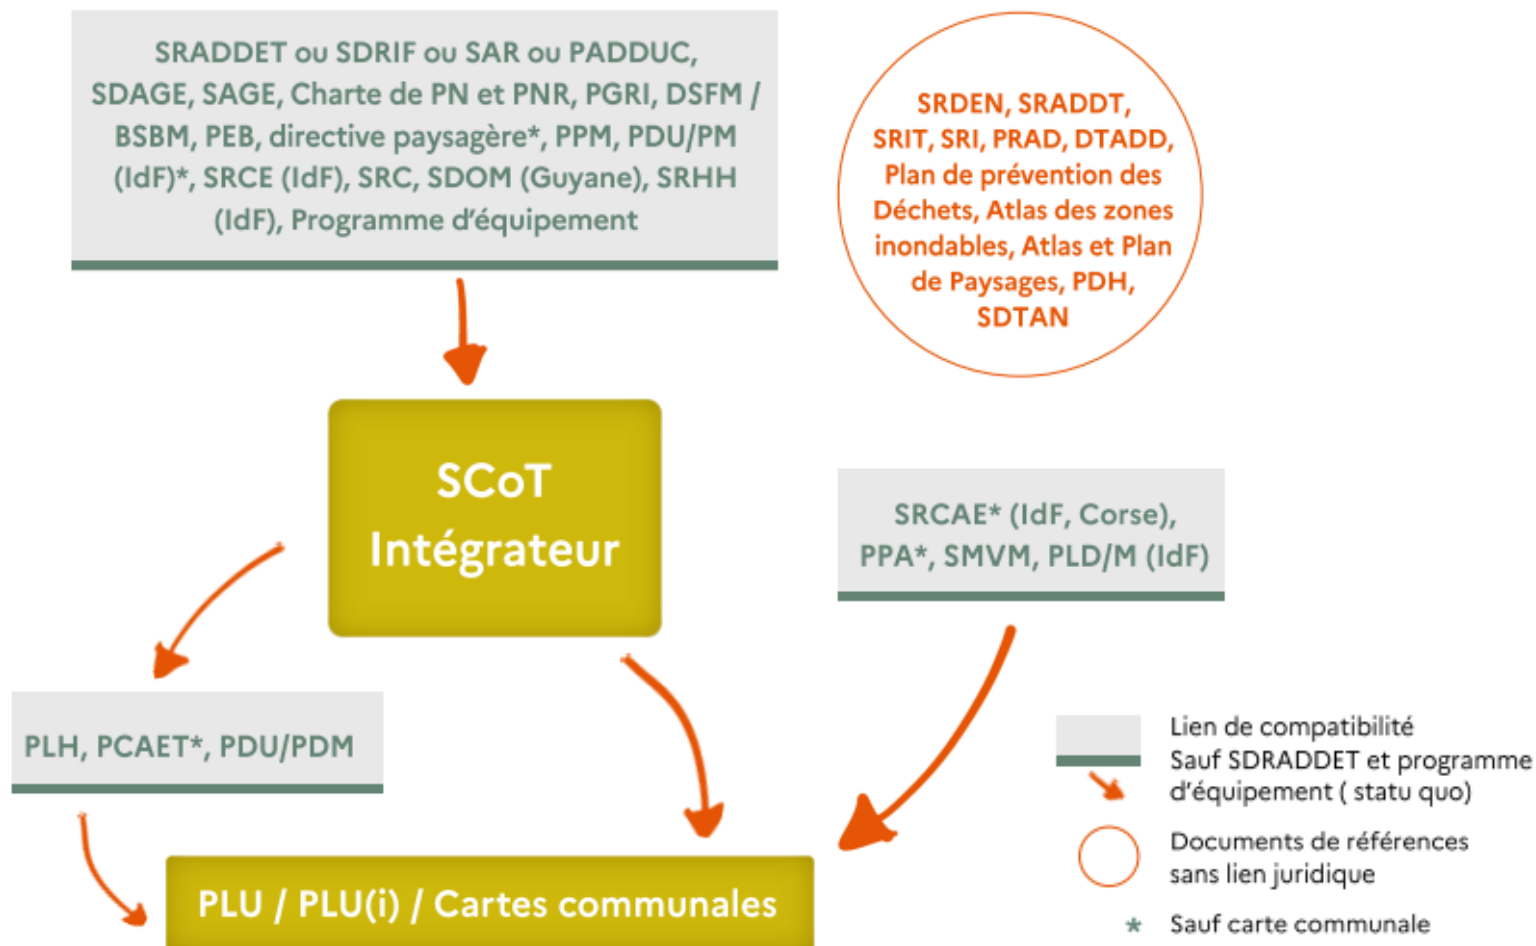 SRADDET ou SDRIF ou SAR ou PADDUC,
SDAGE, SAGE, Charte de PN et PNR, PGRI, DSFM /
BSBM, PEB, directive paysagère*, PPM, PDU/PM
(IdF)*, SRCE (IdF), SRC, SDOM (Guyane), SRHH
(IdF), Programme d’équipement
SRDEN, SRADDT,
SRIT, SRI, PRAD, DTADD,
Plan de prévention des
Déchets, Atlas des zones
inondables, Atlas et Plan
de Paysages, PDH,
SDTAN
SCoT
Intégrateur
SRCAE* (IdF, Corse),
PPA*, SMVM, PLD/M (IdF)
PLH, PCAET*, PDU/PDM
PLU / PLU(i) / Cartes communales
Lien de compatibilité
Sauf SDRADDET et programme
d’équipement ( statu quo)
Documents de références
sans lien juridique
* Sauf carte communale